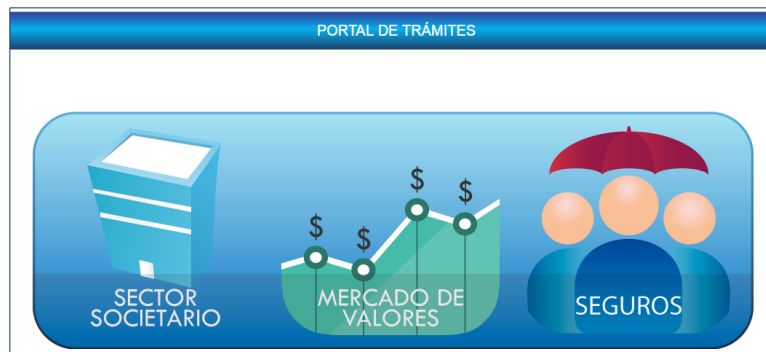 PORTAL DE TRÁMITES
$
$
$
$
SECTOR
SOCIETARIO
MERCADO DE
VALORES
SEGUROS